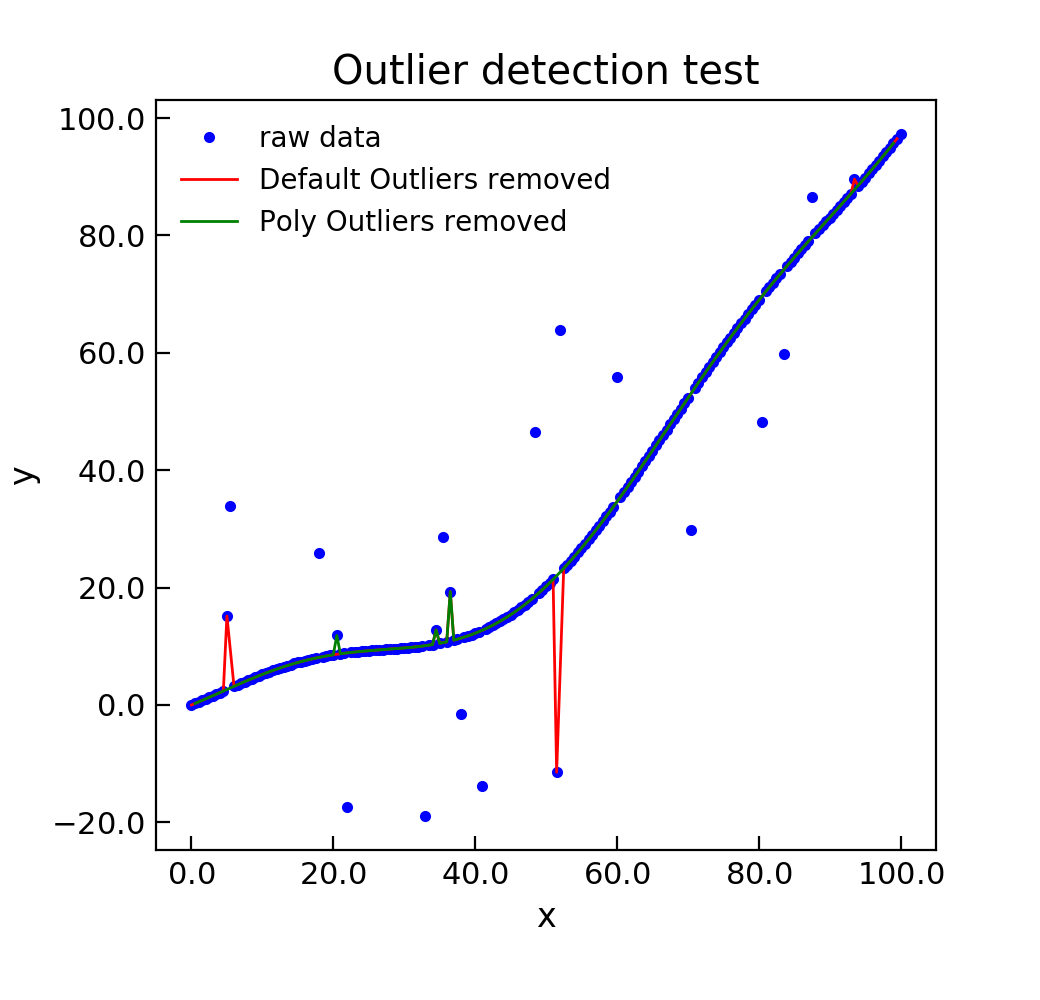 Outlier detection test
raw data
Default Outliers removed
Poly Outliers removed
100.0
80.0
60.0
40.0
20.0
0.0
−20.0
y
0.0 20.0 40.0 60.0 80.0 100.0
x